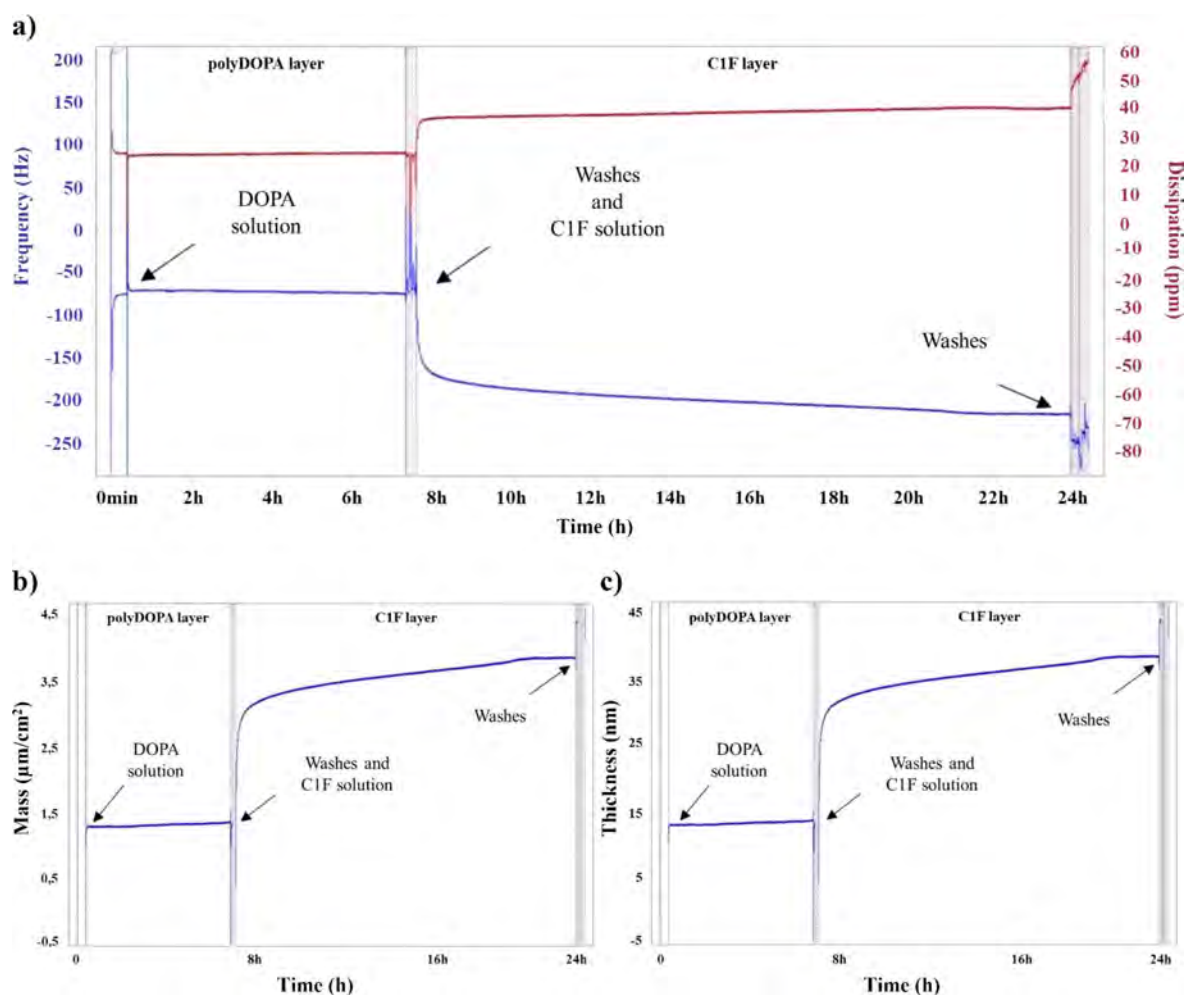 a)
polyDOPA layer
C1F layer
200
150
100
50
0
-50
-100
-150
-200
-250
Frequency (Hz)
60
50
40
30
20
10
0
-10
-20
-30
-40
-50
-60
-70
-80
Dissipation (ppm)
DOPA
solution
Washes
and
C1F solution
Washes
0min 2h 4h 6h 8h 10h 12h 14h 16h 18h 20h 22h 24h
Time (h)
b)
polyDOPA layer
C1F layer
4,5
3,5
2,5
1,5
0,5
-0,5
Mass (µm/cm²)
DOPA
solution
Washes and
C1F solution
Washes
0 8h 16h 24h
Time (h)
c)
polyDOPA layer
C1F layer
45
35
25
15
5
-5
Thickness (nm)
DOPA
solution
Washes and
C1F solution
Washes
0 8h 16h 24h
Time (h)